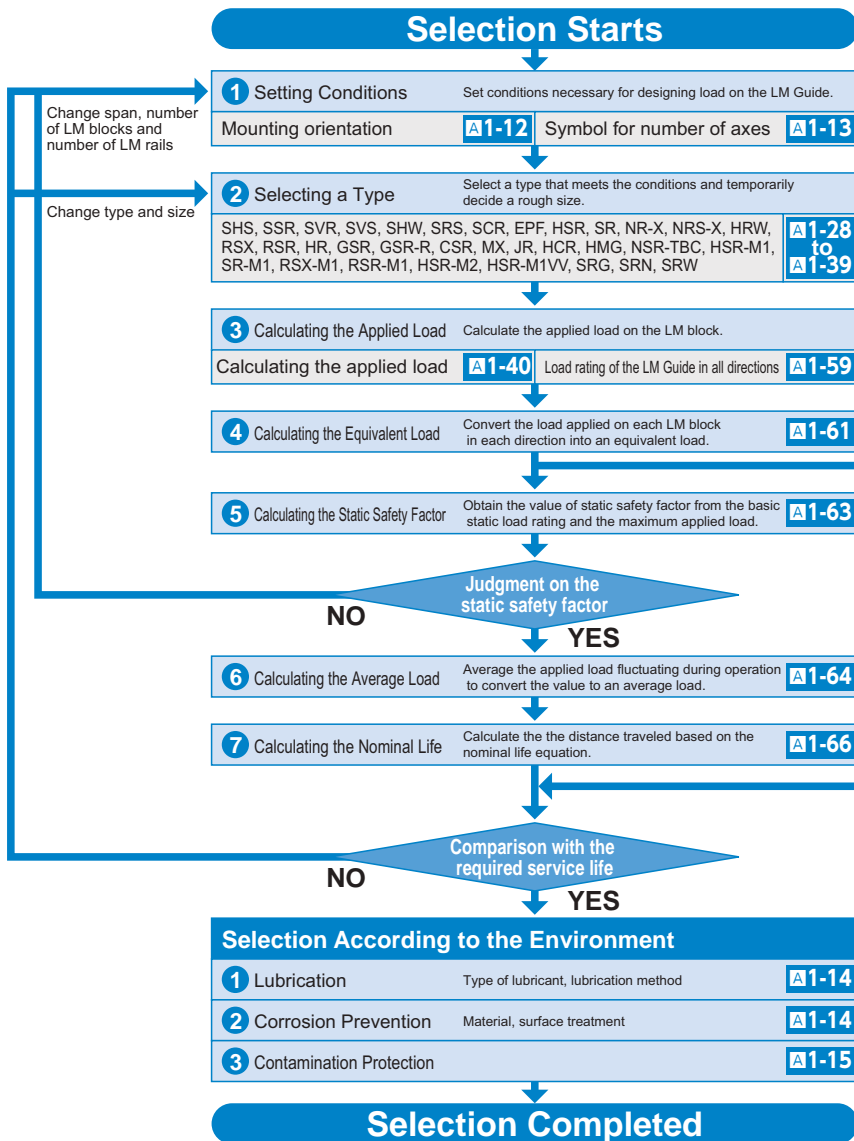 Selection Starts
1 Setting Conditions Set conditions necessary for designing load on the LM Guide.
Change span, number
of LM blocks and
number of LM rails
Mounting orientation A1-12 Symbol for number of axes A1-13
2 Selecting a Type Select a type that meets the conditions and temporarily
decide a rough size.
Change type and size
SHS, SSR, SVR, SVS, SHW, SRS, SCR, EPF, HSR, SR, NR-X, NRS-X, HRW,
RSX, RSR, HR, GSR, GSR-R, CSR, MX, JR, HCR, HMG, NSR-TBC, HSR-M1,
SR-M1, RSX-M1, RSR-M1, HSR-M2, HSR-M1VV, SRG, SRN, SRW
A1-28
to
A1-39
3 Calculating the Applied Load Calculate the applied load on the LM block.
Calculating the applied load A1-40 Load rating of the LM Guide in all directions A1-59
4 Calculating the Equivalent Load Convert the load applied on each LM block
in each direction into an equivalent load. A1-61
5 Calculating the Static Safety Factor Obtain the value of static safety factor from the basic
static load rating and the maximum applied load. A1-63
Judgment on the
static safety factor
NO
YES
6 Calculating the Average Load Average the applied load fluctuating during operation
to convert the value to an average load. A1-64
7 Calculating the Nominal Life Calculate the the distance traveled based on the
nominal life equation. A1-66
Comparison with the
required service life
NO
YES
Selection According to the Environment
1 Lubrication Type of lubricant, lubrication method A1-14
2 Corrosion Prevention Material, surface treatment A1-14
3 Contamination Protection A1-15
Selection Completed